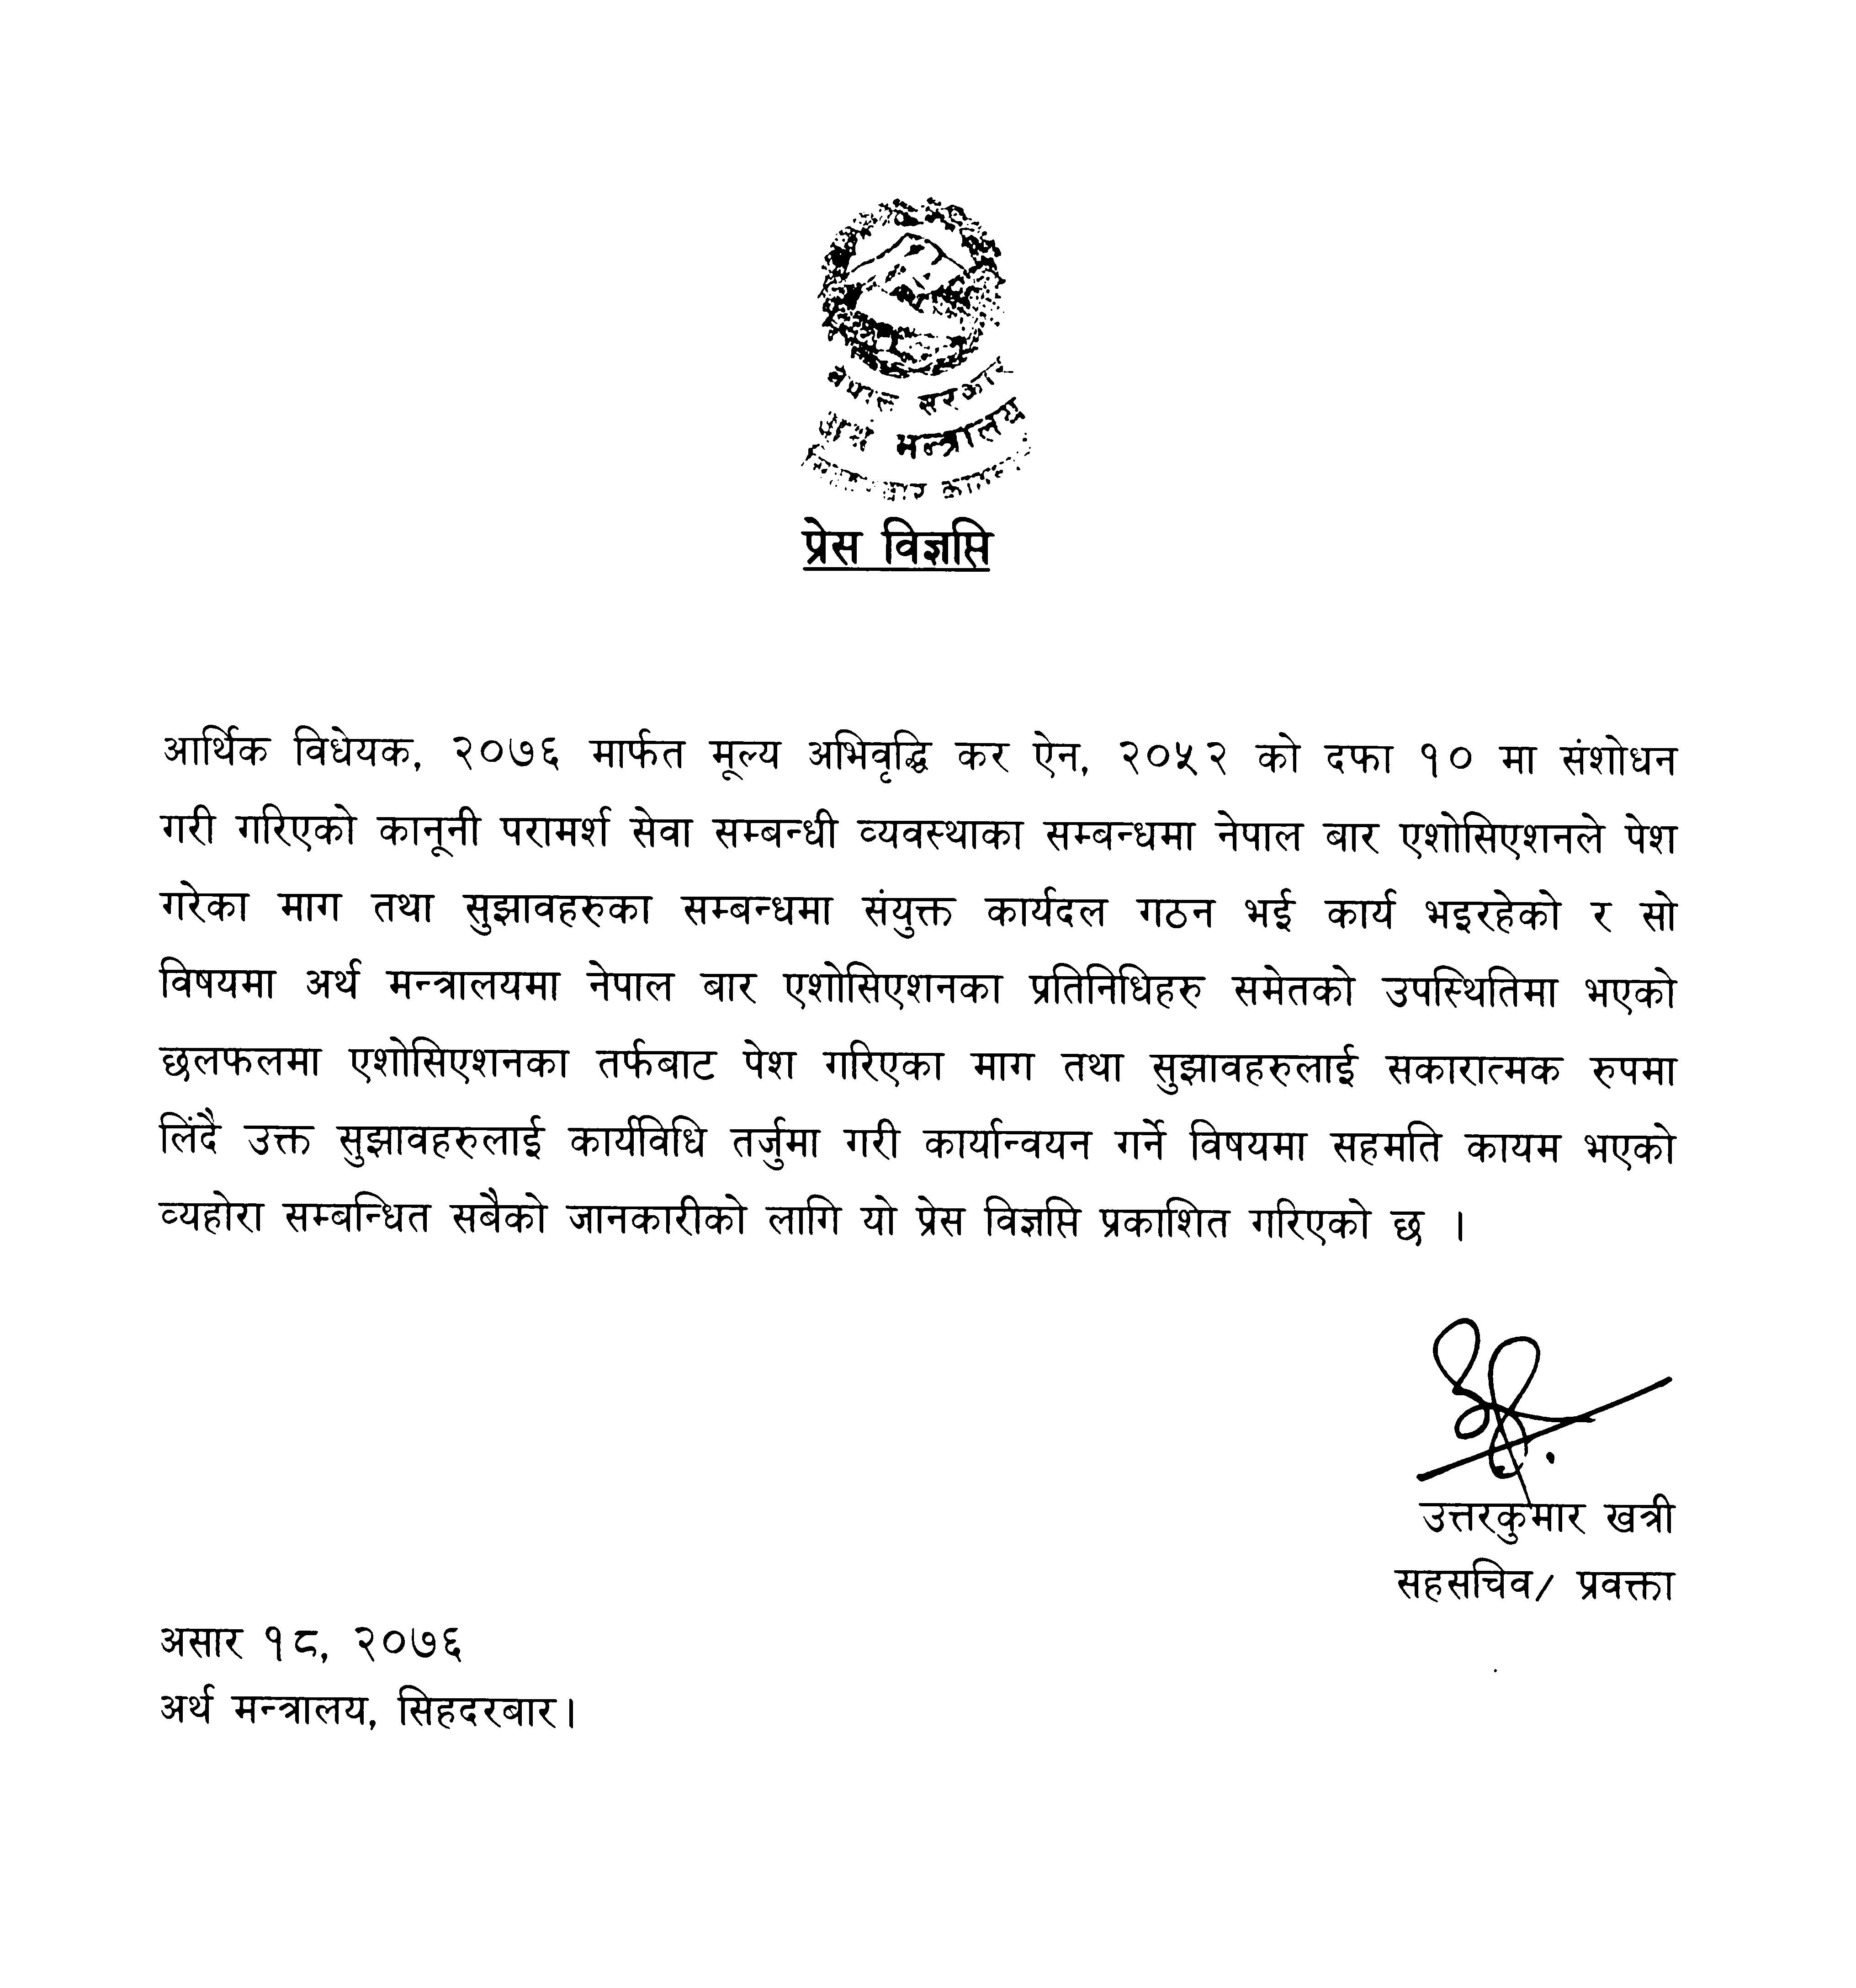 नेपाल सरकार
अर्थ मन्त्रालय
प्रेस विज्ञप्ति
आर्थिक विधेयक, २०७६ मार्फत मूल्य अभिवृद्धि कर ऐन, २०५२ को दफा १० मा संशोधन
गरी गरिएको कानूनी परामर्श सेवा सम्बन्धी व्यवस्थाका सम्बन्धमा नेपाल बार एशोसिएशनले पेश
गरेका माग तथा सुझावहरुका सम्बन्धमा संयुक्त कार्यदल गठन भई कार्य भइरहेको र सो
विषयमा अर्थ मन्त्रालयमा नेपाल बार एशोसिएशनका प्रतिनिधिहरु समेतको उपस्थितिमा भएको
छलफलमा एशोसिएशनका तर्फबाट पेश गरिएका माग तथा सुझावहरुलाई सकारात्मक रुपमा
लिंदै उक्त सुझावहरुलाई कार्यविधि तर्जुमा गरी कार्यान्वयन गर्ने विषयमा सहमति कायम भएको
व्यहोरा सम्बन्धित सबैको जानकारीको लागि यो प्रेस विज्ञप्ति प्रकाशित गरिएको छ ।
उत्तरकुमार खत्री
सहसचिव/ प्रवक्ता
असार १८, २०७६
अर्थ मन्त्रालय, सिहदरबार।